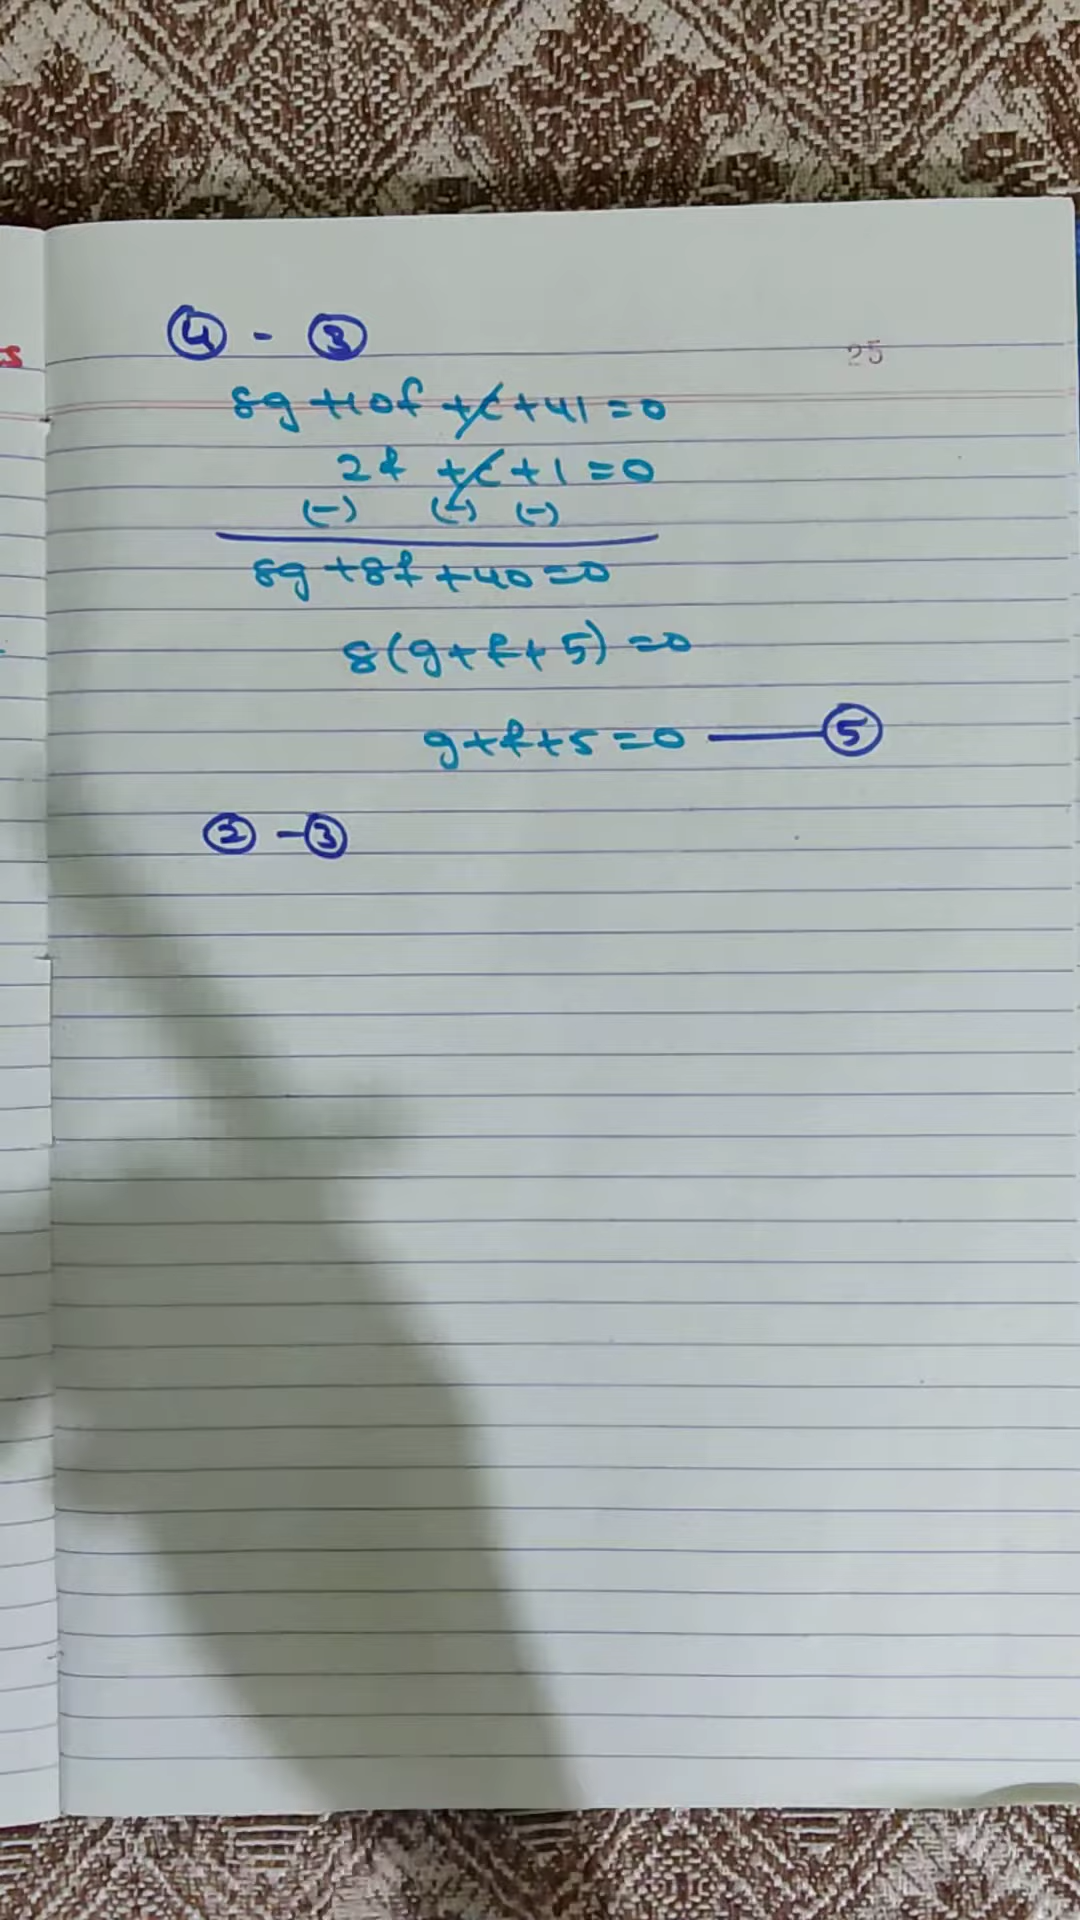 ④ - ③
25
8g +10f +c +41 =0
2f +c +1 =0
(-) (-) (-)
8g +8f +40 =0
8(g+f+5) =0
g+f+5 =0 —— ⑤
② - ③